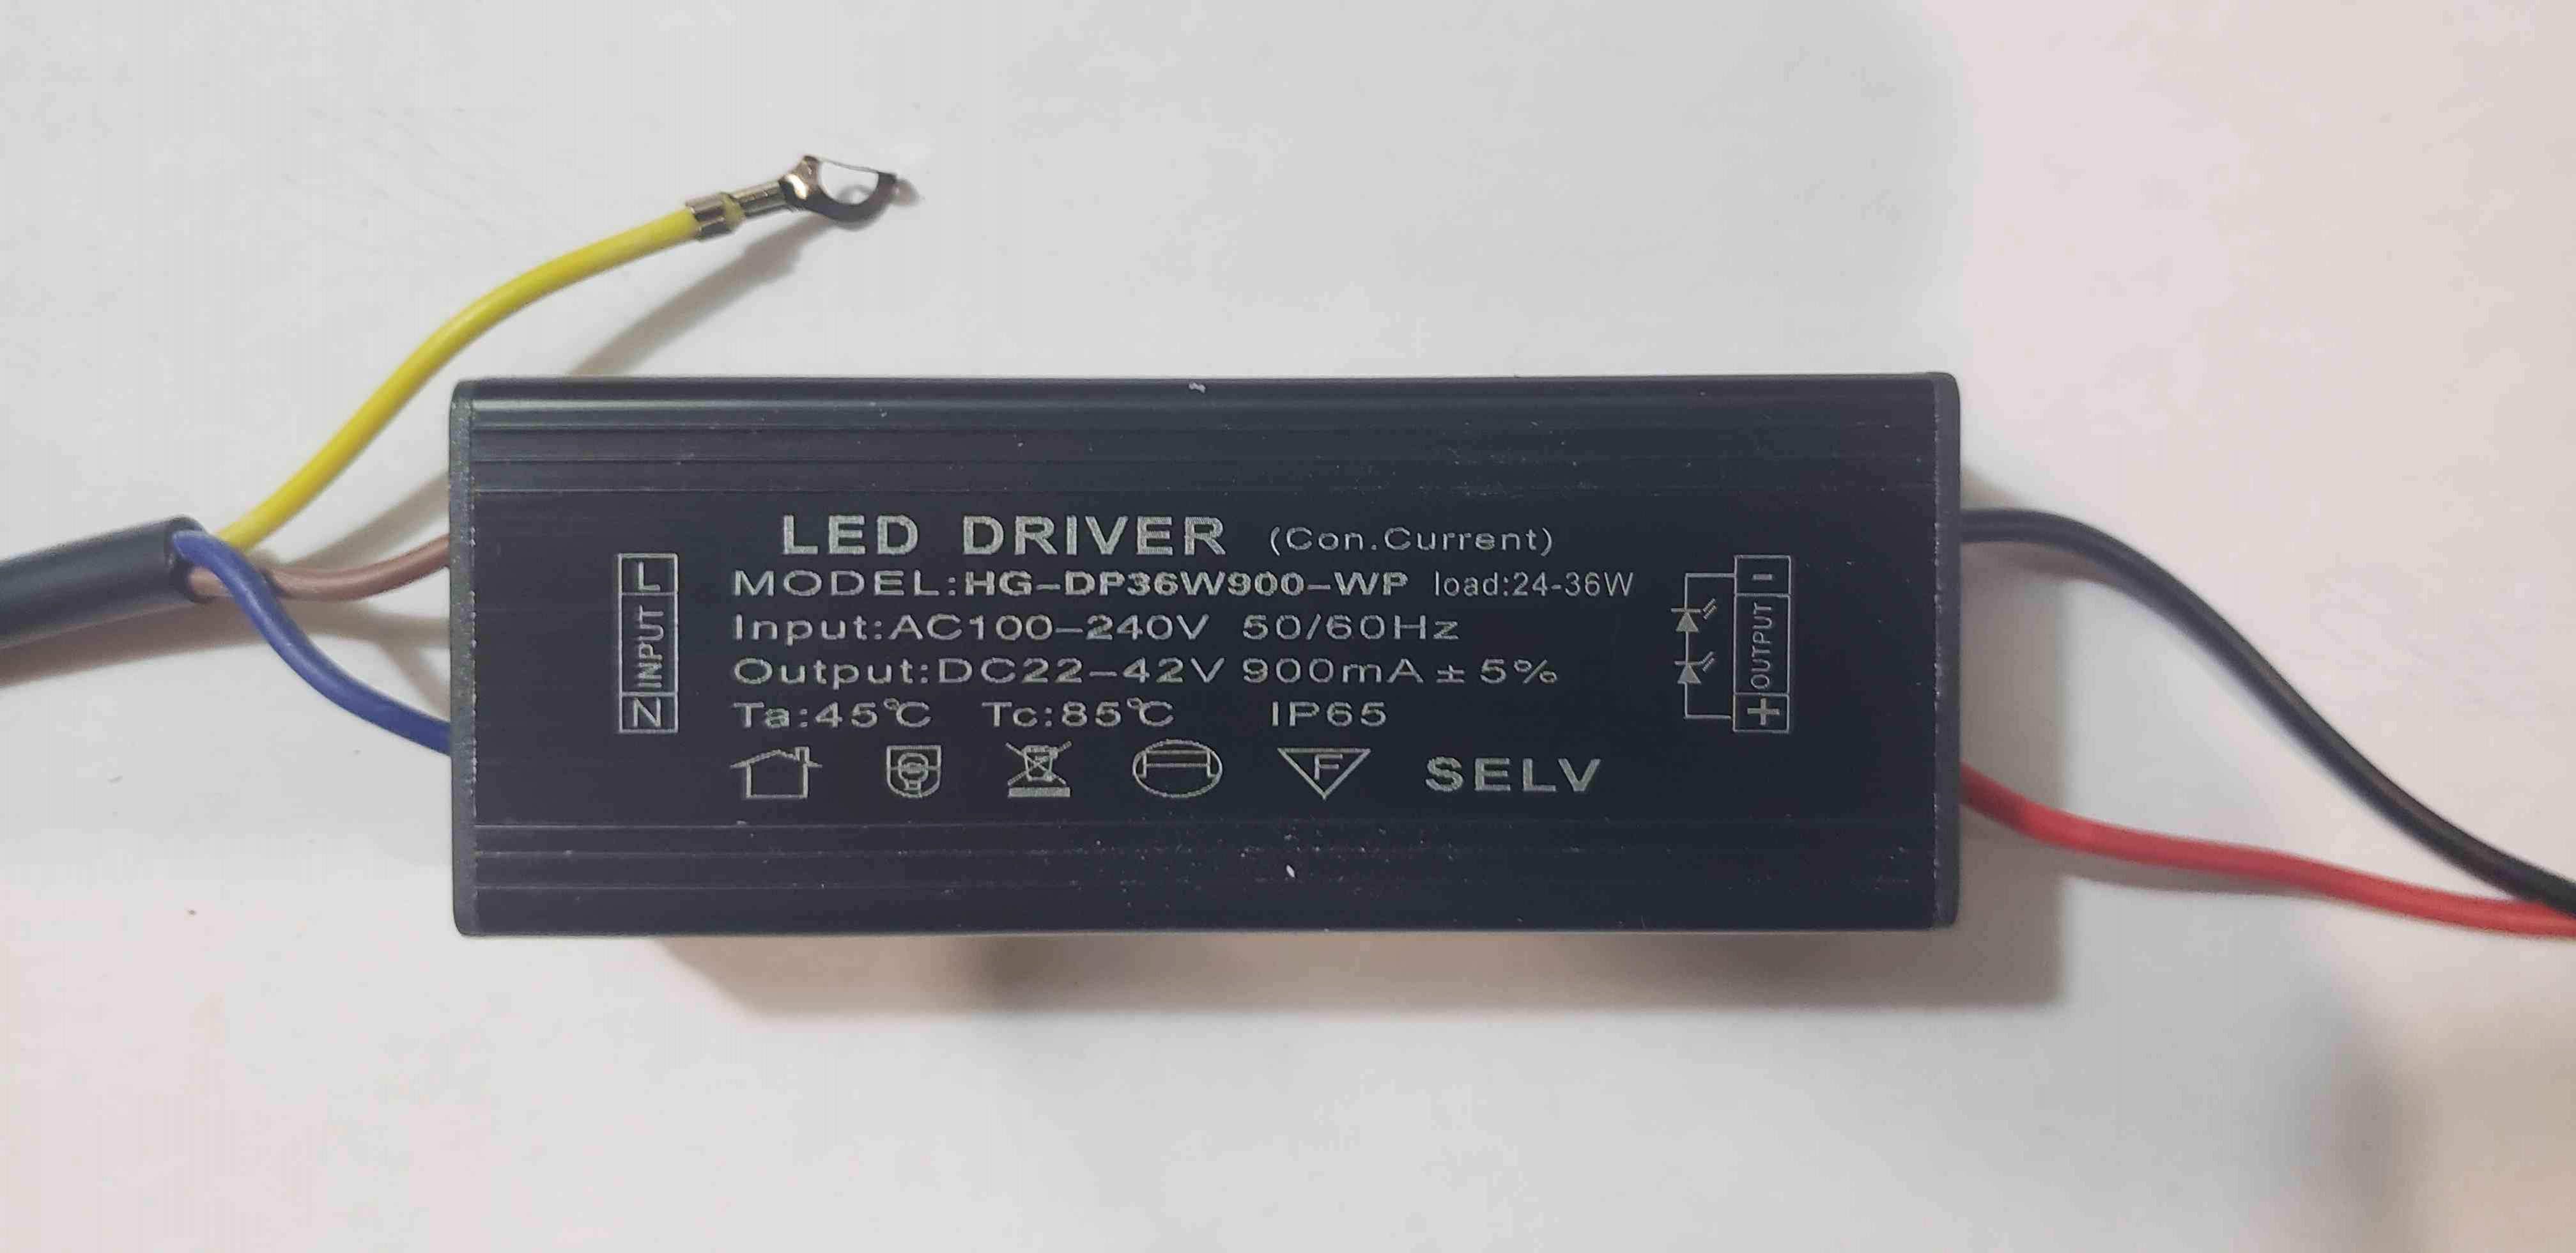 LED DRIVER (Con.Current)
MODEL:HG-DP36W900-WP load:24-36W
Input:AC100-240V 50/60Hz
Output:DC22-42V 900mA ± 5%
Ta:45℃ Tc:85℃ IP65
F SELV
N INPUT L
- OUTPUT +